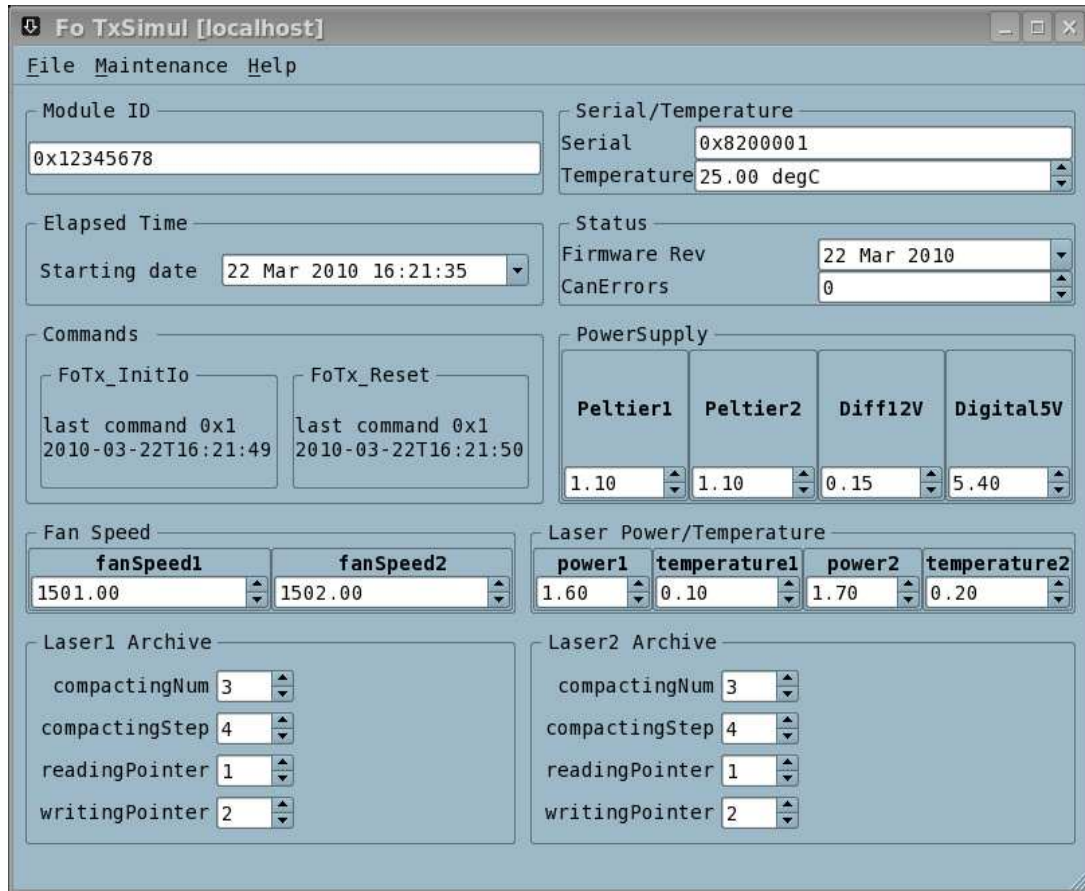 Fo TxSimul [localhost]
File Maintenance Help
Module ID
0x12345678
Serial/Temperature
Serial 0x8200001
Temperature 25.00 degC
Elapsed Time
Starting date 22 Mar 2010 16:21:35
Status
Firmware Rev 22 Mar 2010
CanErrors 0
Commands
FoTx_InitIo
last command 0x1
2010-03-22T16:21:49
FoTx_Reset
last command 0x1
2010-03-22T16:21:50
PowerSupply
Peltier1 Peltier2 Diff12V Digital5V
1.10 1.10 0.15 5.40
Fan Speed
fanSpeed1 fanSpeed2
1501.00 1502.00
Laser Power/Temperature
power1 temperature1 power2 temperature2
1.60 0.10 1.70 0.20
Laser1 Archive
compactingNum 3
compactingStep 4
readingPointer 1
writingPointer 2
Laser2 Archive
compactingNum 3
compactingStep 4
readingPointer 1
writingPointer 2